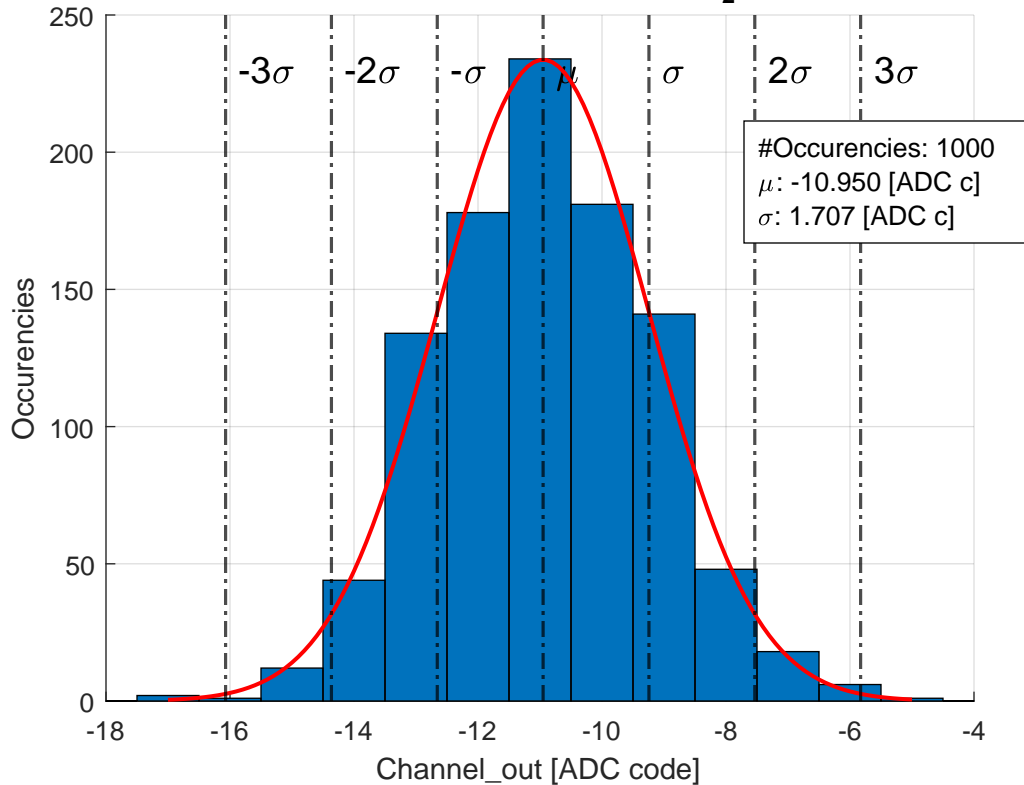 250
-3σ -2σ -σ μ σ 2σ 3σ
200
#Occurencies: 1000
μ: -10.950 [ADC c]
σ: 1.707 [ADC c]
150
Occurencies
100
50
0
-18 -16 -14 -12 -10 -8 -6 -4
Channel_out [ADC code]